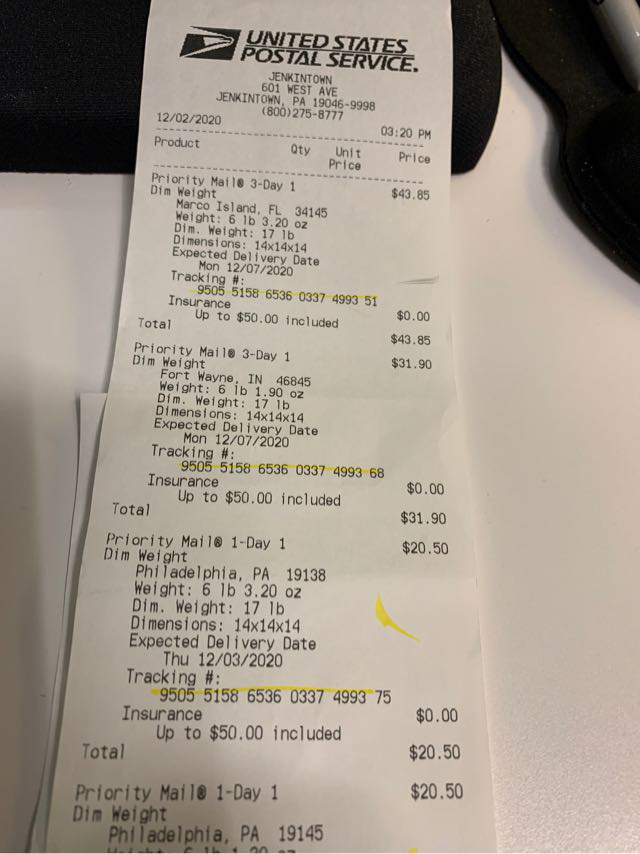 UNITED STATES
POSTAL SERVICE.
JENKINTOWN
601 WEST AVE
JENKINTOWN, PA 19046-9998
(800)275-8777
12/02/2020 03:20 PM
Product Qty Unit Price
Price
Priority Mail® 3-Day 1 $43.85
Dim Weight
Marco Island, FL 34145
Weight: 6 lb 3.20 oz
Dim. Weight: 17 lb
Dimensions: 14x14x14
Expected Delivery Date
Mon 12/07/2020
Tracking #:
9505 5158 6536 0337 4993 51
Insurance $0.00
Up to $50.00 included
Total $43.85
Priority Mail® 3-Day 1 $31.90
Dim Weight
Fort Wayne, IN 46845
Weight: 6 lb 1.90 oz
Dim. Weight: 17 lb
Dimensions: 14x14x14
Expected Delivery Date
Mon 12/07/2020
Tracking #:
9505 5158 6536 0337 4993 68
Insurance $0.00
Up to $50.00 included
Total $31.90
Priority Mail® 1-Day 1 $20.50
Dim Weight
Philadelphia, PA 19138
Weight: 6 lb 3.20 oz
Dim. Weight: 17 lb
Dimensions: 14x14x14
Expected Delivery Date
Thu 12/03/2020
Tracking #:
9505 5158 6536 0337 4993 75
Insurance $0.00
Up to $50.00 included
Total $20.50
Priority Mail® 1-Day 1 $20.50
Dim Weight
Philadelphia, PA 19145